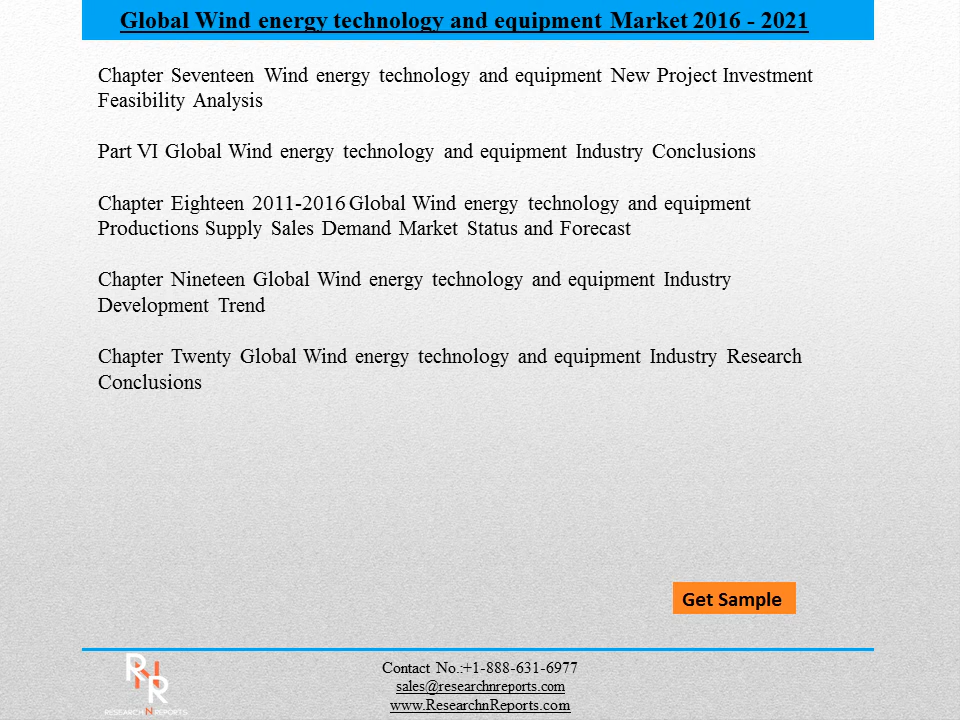 Global Wind energy technology and equipment Market 2016 - 2021
Chapter Seventeen Wind energy technology and equipment New Project Investment
Feasibility Analysis
Part VI Global Wind energy technology and equipment Industry Conclusions
Chapter Eighteen 2011-2016 Global Wind energy technology and equipment
Productions Supply Sales Demand Market Status and Forecast
Chapter Nineteen Global Wind energy technology and equipment Industry
Development Trend
Chapter Twenty Global Wind energy technology and equipment Industry Research
Conclusions
Get Sample
RNR
RESEARCH N REPORTS
Contact No.:+1-888-631-6977
sales@researchnreports.com
www.ResearchnReports.com